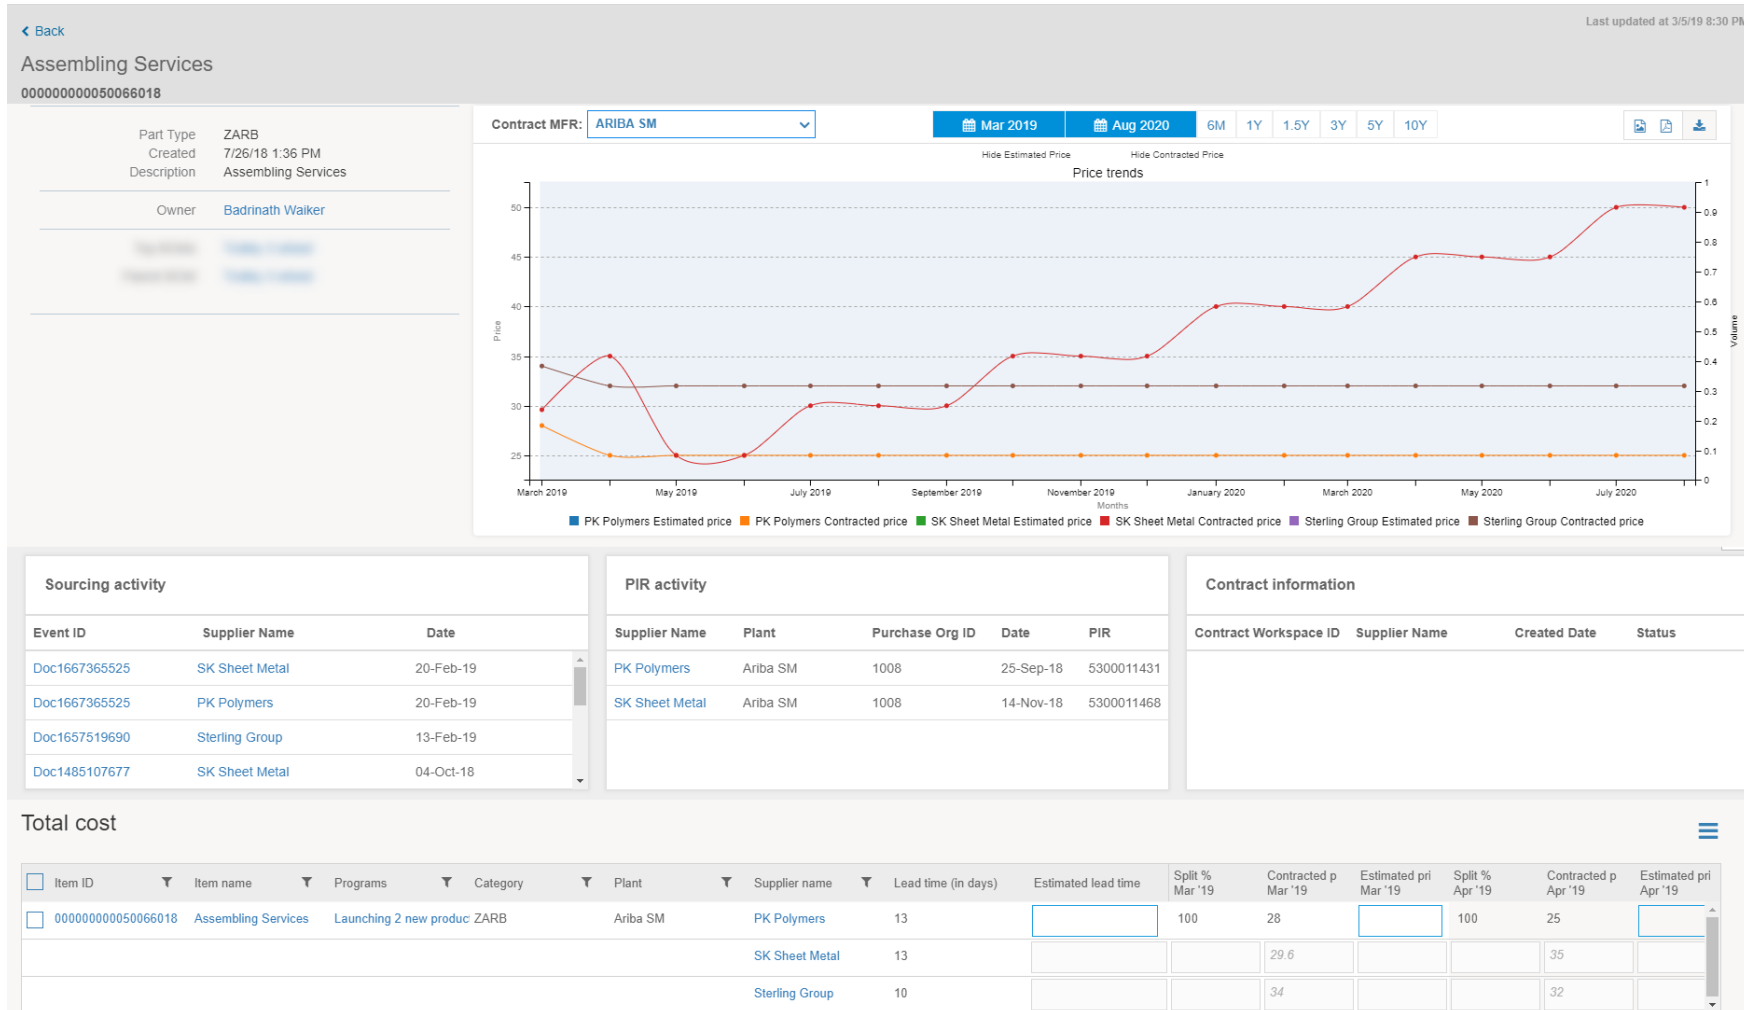 Last updated at 3/5/19 8:30 PM
Back
Assembling Services
000000000050066018
Part Type ZARB
Created 7/26/18 1:36 PM
Description Assembling Services
Owner Badrinath Waiker
Contract MFR: ARIBA SM
Mar 2019 Aug 2020 6M 1Y 1.5Y 3Y 5Y 10Y
Hide Estimated Price Hide Contracted Price
Price trends
50
45
40
35
30
25
Price
1
0.9
0.8
0.7
0.6
0.5
0.4
0.3
0.2
0.1
0
Volume
March 2019 May 2019 July 2019 September 2019 November 2019 January 2020 March 2020 May 2020 July 2020
Months
PK Polymers Estimated price PK Polymers Contracted price SK Sheet Metal Estimated price SK Sheet Metal Contracted price Sterling Group Estimated price Sterling Group Contracted price
Sourcing activity
Event ID Supplier Name Date
Doc1667365525 SK Sheet Metal 20-Feb-19
Doc1667365525 PK Polymers 20-Feb-19
Doc1657519690 Sterling Group 13-Feb-19
Doc1485107677 SK Sheet Metal 04-Oct-18
PIR activity
Supplier Name Plant Purchase Org ID Date PIR
PK Polymers Ariba SM 1008 25-Sep-18 5300011431
SK Sheet Metal Ariba SM 1008 14-Nov-18 5300011468
Contract information
Contract Workspace ID Supplier Name Created Date Status
Total cost
Item ID Item name Programs Category Plant Supplier name Lead time (in days) Estimated lead time Split % Mar '19 Contracted p Mar '19 Estimated pri Mar '19 Split % Apr '19 Contracted p Apr '19 Estimated pri Apr '19
000000000050066018 Assembling Services Launching 2 new produc ZARB Ariba SM PK Polymers 13 100 28 100 25
SK Sheet Metal 13 29.6 35
Sterling Group 10 34 32